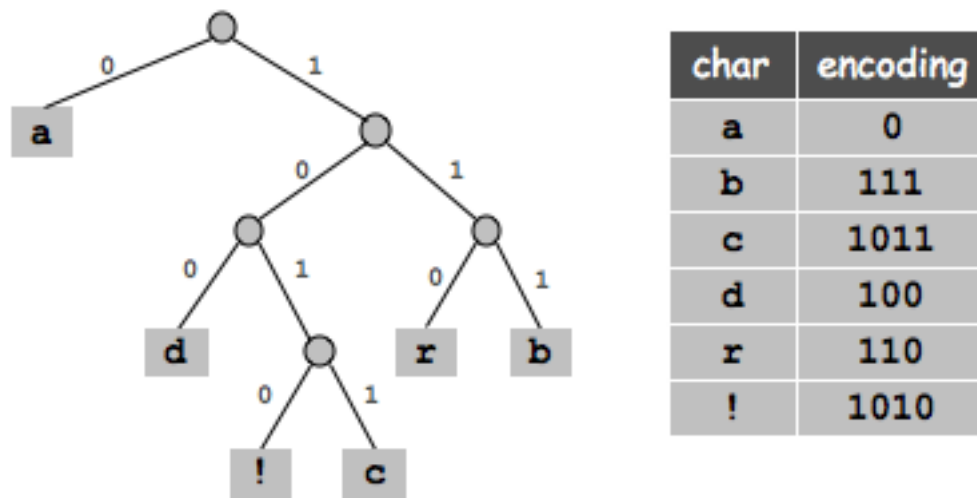 0 1
a
0 1
0 1 0 1
d r b
0 1
! c
char encoding
a 0
b 111
c 1011
d 100
r 110
! 1010